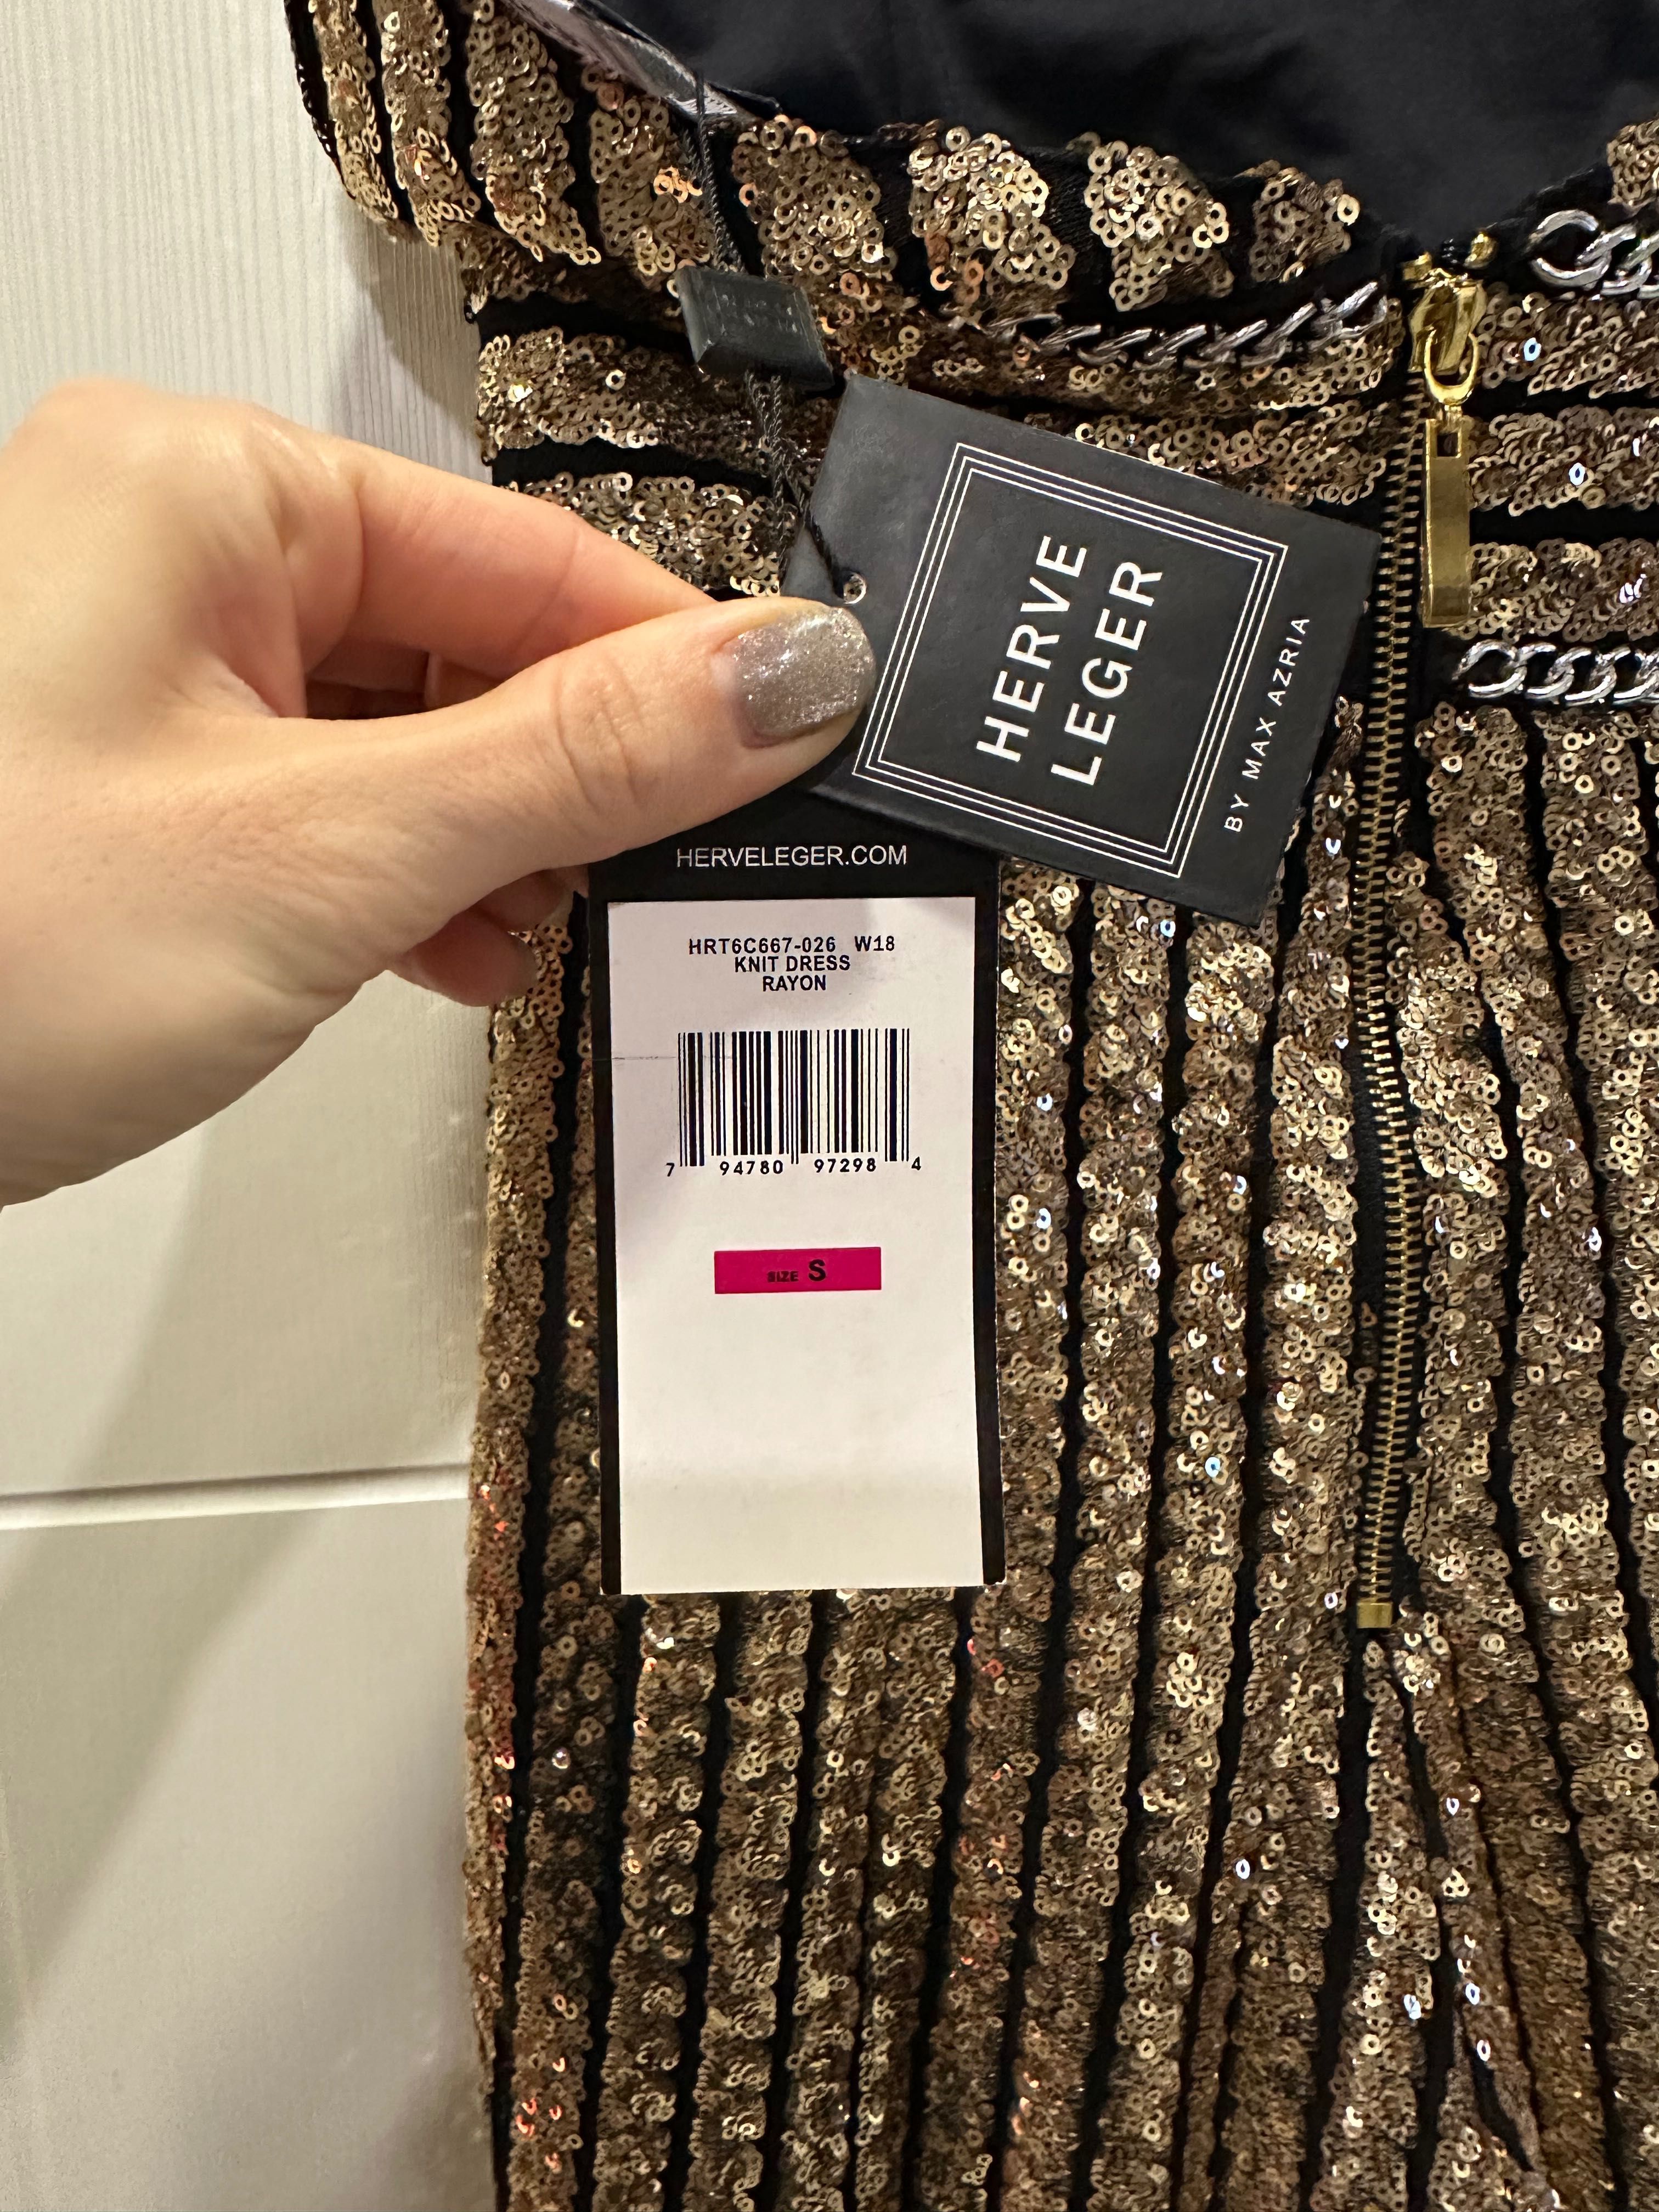 HERVE
LEGER
BY MAX AZRIA
HERVELEGER.COM
HRT6C667-026 W18
KNIT DRESS
RAYON
7 94780 97298 4
SIZE S